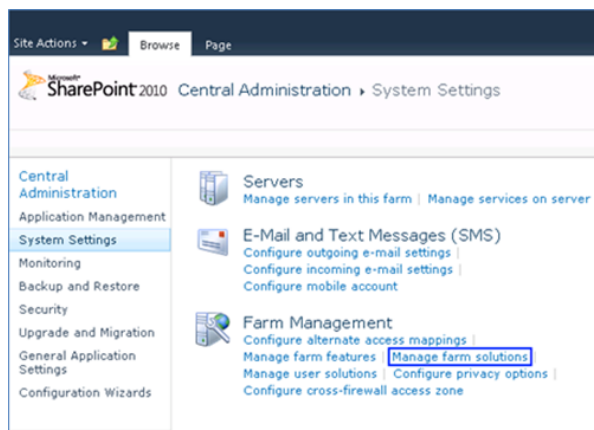 Site Actions Browse Page
Microsoft SharePoint 2010 Central Administration System Settings
Central
Administration
Application Management
System Settings
Monitoring
Backup and Restore
Security
Upgrade and Migration
General Application
Settings
Configuration Wizards
Servers
Manage servers in this farm | Manage services on server
E-Mail and Text Messages (SMS)
Configure outgoing e-mail settings |
Configure incoming e-mail settings |
Configure mobile account
Farm Management
Configure alternate access mappings |
Manage farm features | Manage farm solutions |
Manage user solutions | Configure privacy options |
Configure cross-firewall access zone